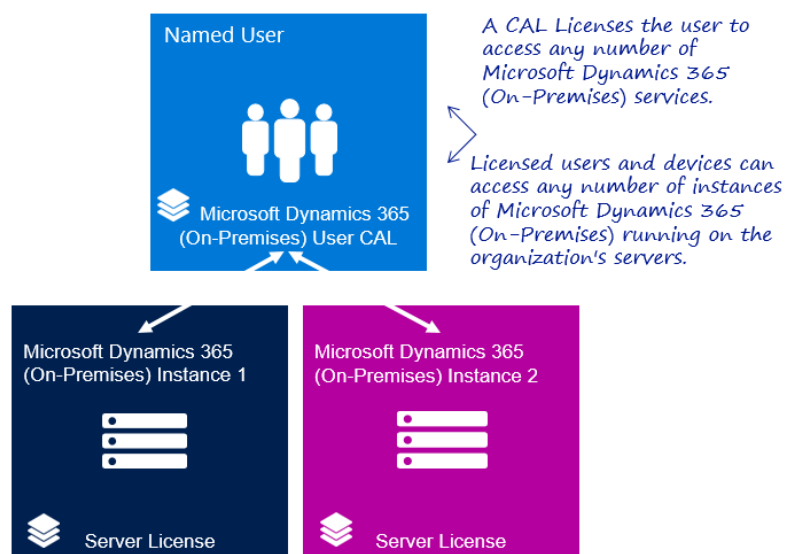 Named User
Microsoft Dynamics 365
(On-Premises) User CAL
A CAL Licenses the user to
access any number of
Microsoft Dynamics 365
(On-Premises) services.
Licensed users and devices can
access any number of instances
of Microsoft Dynamics 365
(On-Premises) running on the
organization's servers.
Microsoft Dynamics 365
(On-Premises) Instance 1
Server License
Microsoft Dynamics 365
(On-Premises) Instance 2
Server License